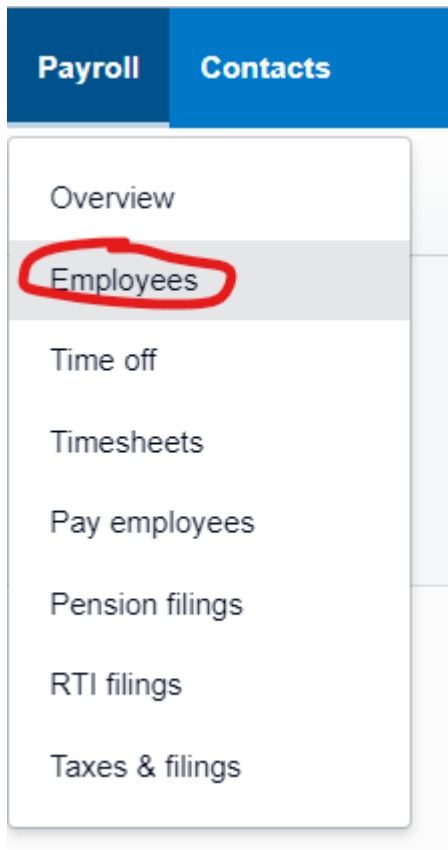 Payroll Contacts
Overview
Employees
Time off
Timesheets
Pay employees
Pension filings
RTI filings
Taxes & filings